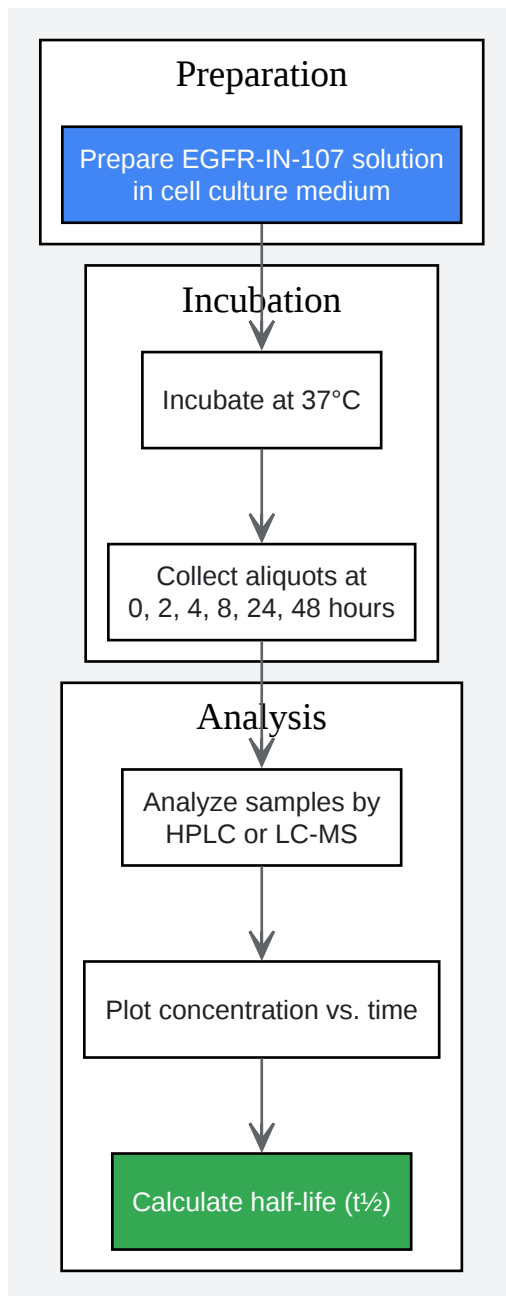 Preparation
Prepare EGFR-IN-107 solution
in cell culture medium
Incubation
Incubate at 37°C
Collect aliquots at
0, 2, 4, 8, 24, 48 hours
Analysis
Analyze samples by
HPLC or LC-MS
Plot concentration vs. time
Calculate half-life (t½)